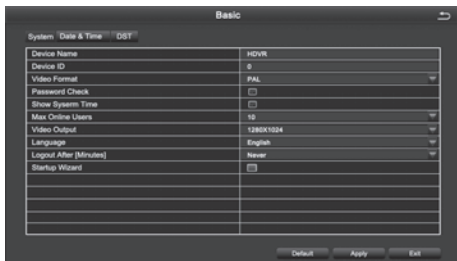 Basic
System Date & Time DST
Device Name HDVR
Device ID 0
Video Format PAL
Password Check
Show Syserm Time
Max Online Users 10
Video Output 1280X1024
Language English
Logout After [Minutes] Never
Startup Wizard
Default Apply Exit